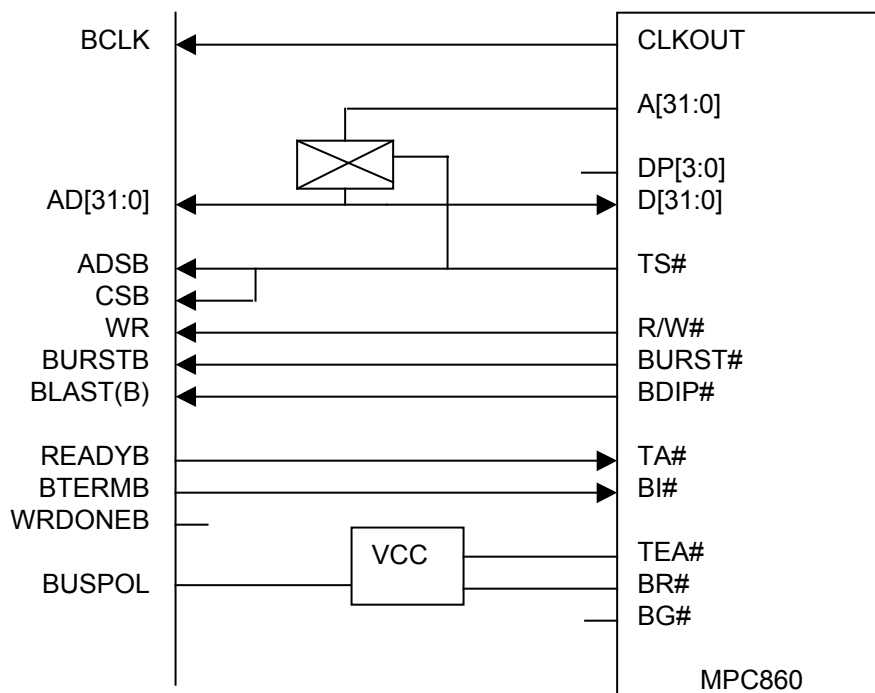 BCLK CLKOUT
A[31:0]
DP[3:0]
AD[31:0] D[31:0]
ADSB TS#
CSB
WR R/W#
BURSTB BURST#
BLAST(B) BDIP#
READYB TA#
BTERMB BI#
WRDONEB
VCC TEA#
BUSPOL BR#
BG#
MPC860